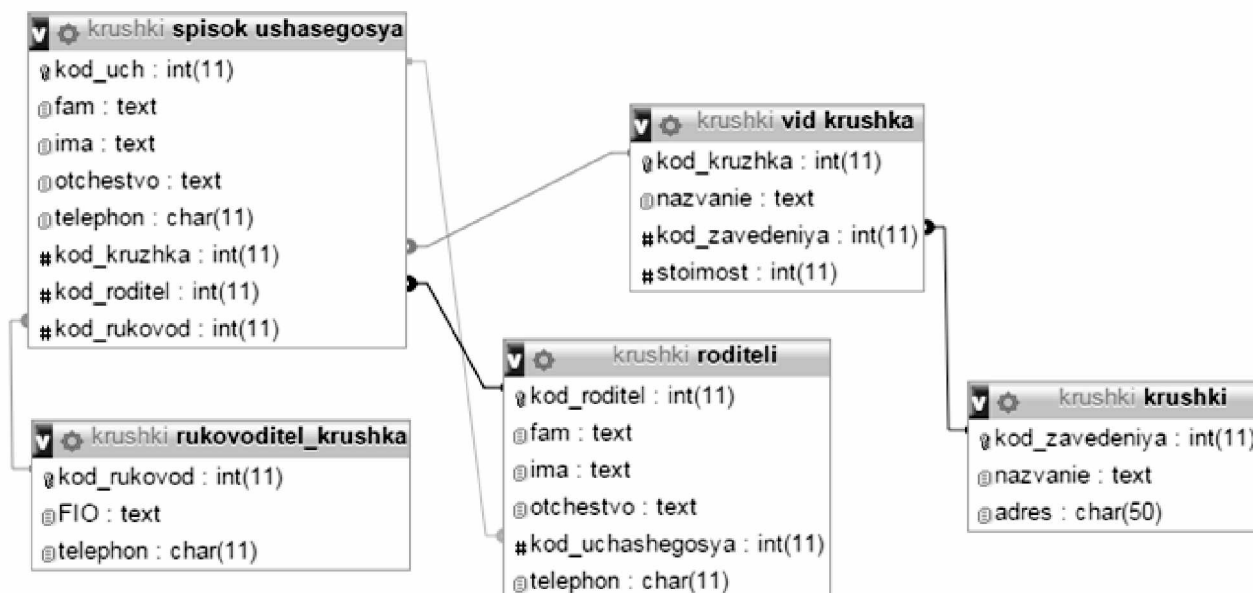 krushki spisok ushasegosya
kod_uch : int(11)
fam : text
ima : text
otchestvo : text
telephon : char(11)
#kod_kruzhka : int(11)
#kod_roditel : int(11)
#kod_rukovod : int(11)
krushki rukovoditel_krushka
kod_rukovod : int(11)
FIO : text
telephon : char(11)
krushki vid krushka
kod_kruzhka : int(11)
nazvanie : text
#kod_zavedeniya : int(11)
#stoimost : int(11)
krushki roditeli
kod_roditel : int(11)
fam : text
ima : text
otchestvo : text
#kod_uchashegosya : int(11)
telephon : char(11)
krushki krushki
kod_zavedeniya : int(11)
nazvanie : text
adres : char(50)